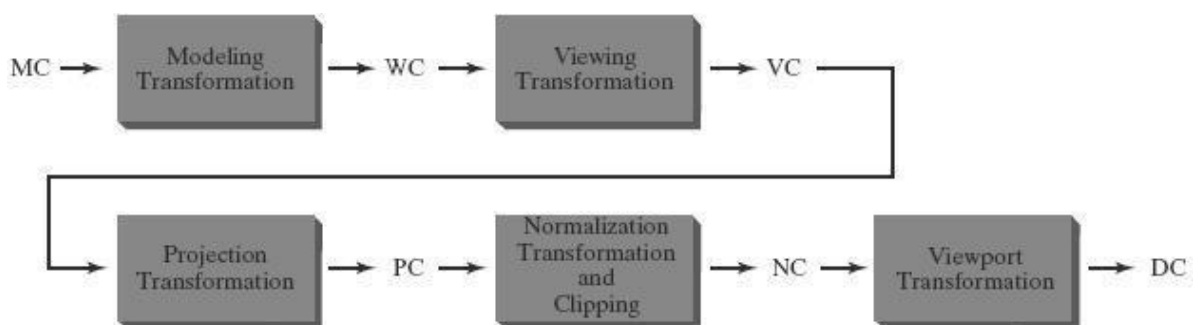 MC
Modeling
Transformation
WC
Viewing
Transformation
VC
Projection
Transformation
PC
Normalization
Transformation
and
Clipping
NC
Viewport
Transformation
DC